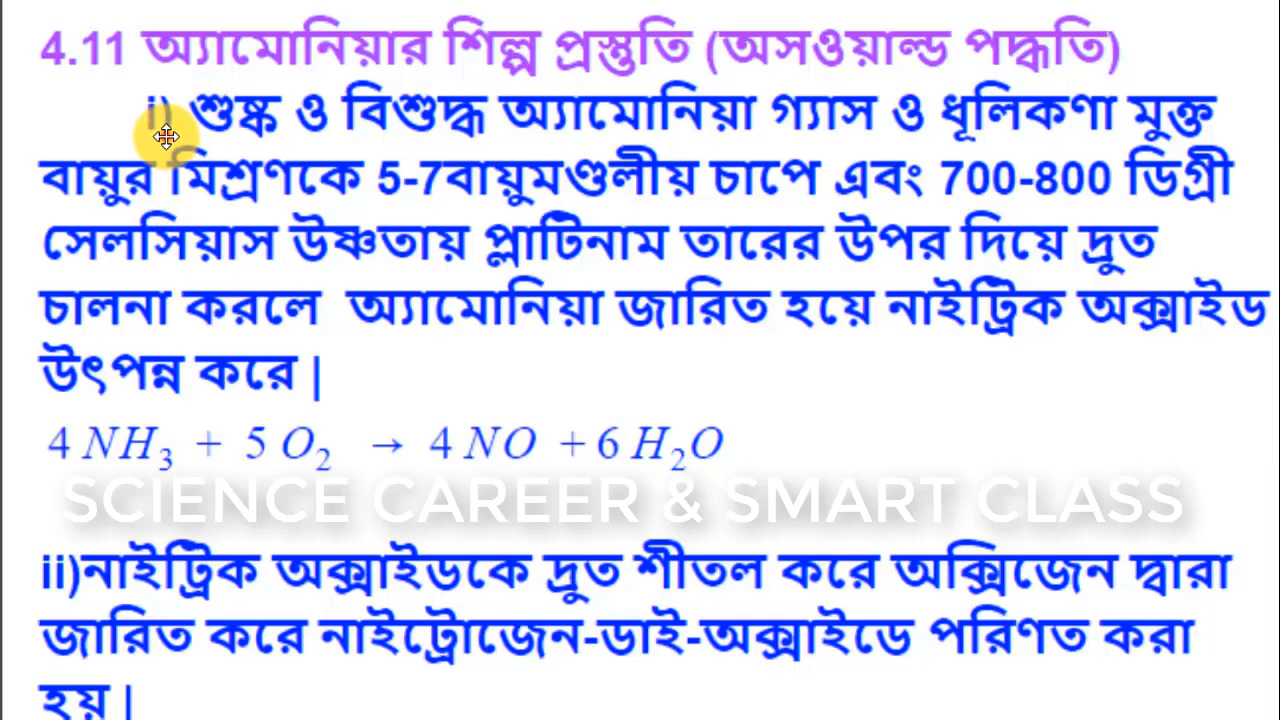 4.11 অ্যামোনিয়ার শিল্প প্রস্তুতি (অসওয়াল্ড পদ্ধতি)
i) শুষ্ক ও বিশুদ্ধ অ্যামোনিয়া গ্যাস ও ধূলিকণা মুক্ত
বায়ুর মিশ্রণকে 5-7বায়ুমণ্ডলীয় চাপে এবং 700-800 ডিগ্রী
সেলসিয়াস উষ্ণতায় প্লাটিনাম তারের উপর দিয়ে দ্রুত
চালনা করলে অ্যামোনিয়া জারিত হয়ে নাইট্রিক অক্সাইড
উৎপন্ন করে |
4 NH₃ + 5 O₂ → 4 NO + 6 H₂O
SCIENCE CAREER & SMART CLASS
ii)নাইট্রিক অক্সাইডকে দ্রুত শীতল করে অক্সিজেন দ্বারা
জারিত করে নাইট্রোজেন-ডাই-অক্সাইডে পরিণত করা
হয় |